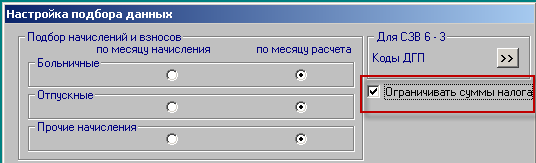 Настройка подбора данных
Подбор начислений и взносов
по месяцу начисления по месяцу расчета
Больничные
Отпускные
Прочие начисления
Для СЗВ 6 - 3
Коды ДГП >>
Ограничивать суммы налога